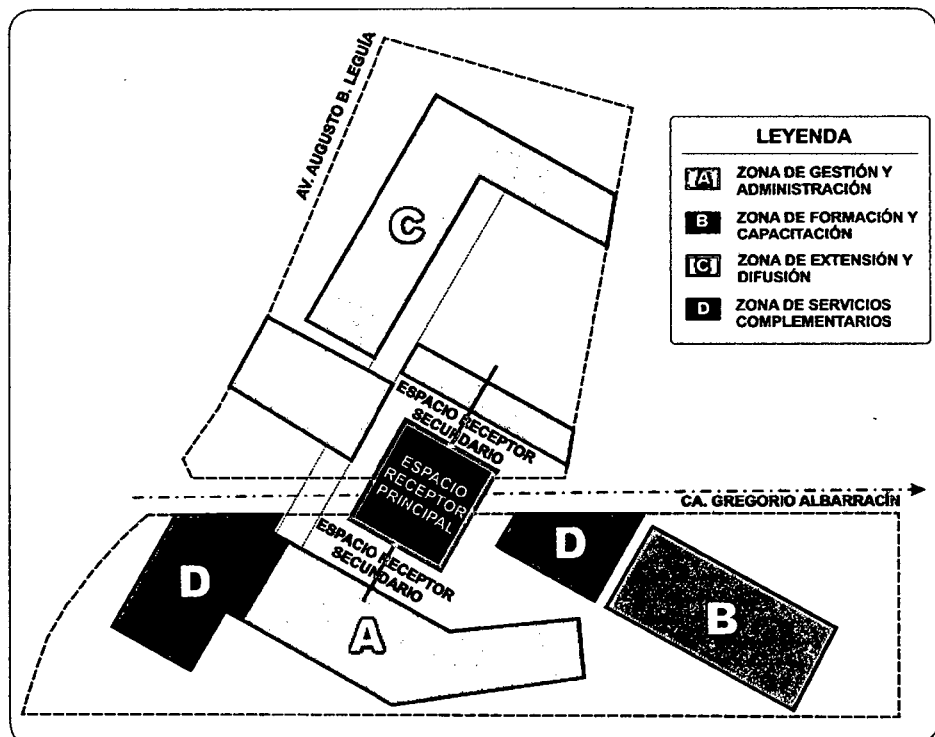 AV. AUGUSTO B. LEGUÍA
LEYENDA
A ZONA DE GESTIÓN Y
ADMINISTRACIÓN
B ZONA DE FORMACIÓN Y
CAPACITACIÓN
C ZONA DE EXTENSIÓN Y
DIFUSIÓN
D ZONA DE SERVICIOS
COMPLEMENTARIOS
C
ESPACIO RECEPTOR
SECUNDARIO
ESPACIO
RECEPTOR
PRINCIPAL
CA. GREGORIO ALBARRACÍN
ESPACIO RECEPTOR
SECUNDARIO
D
D
B
A